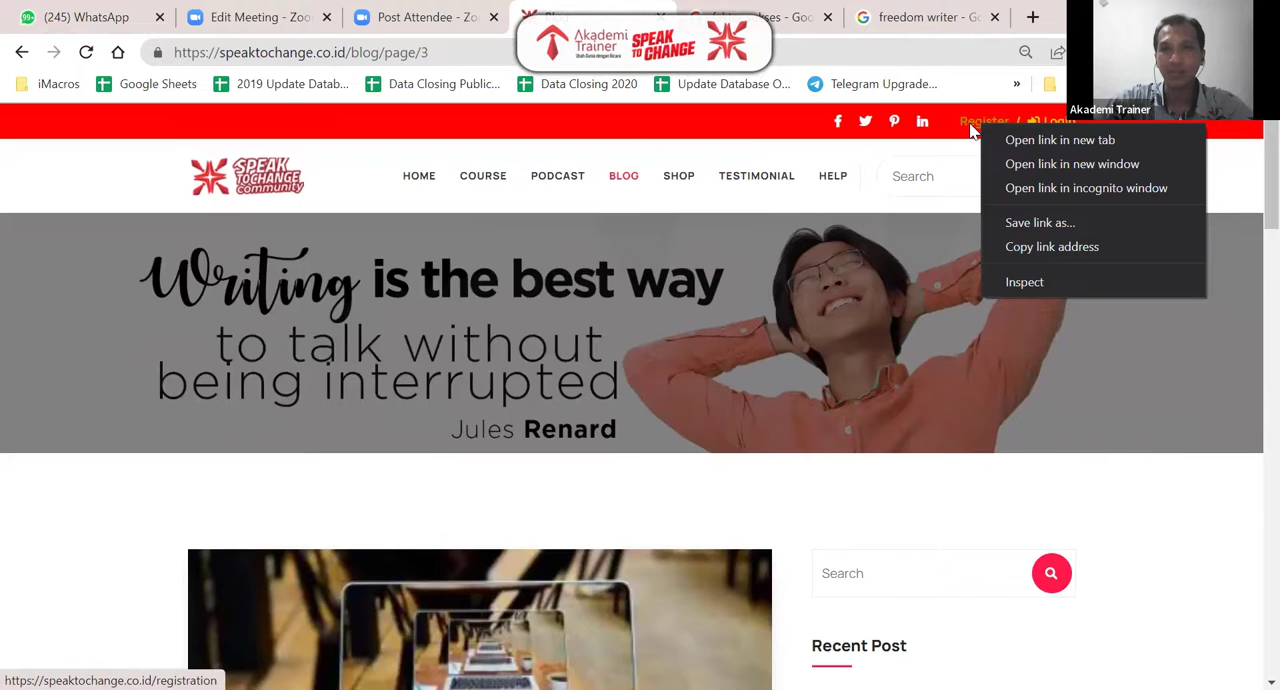 (245) WhatsApp
Edit Meeting - Zoo
Post Attendee - Zo
freedom writer - G
https://speaktochange.co.id/blog/page/3
Akademi
Trainer
SPEAK
TO CHANGE
iMacros
Google Sheets
2019 Update Datab...
Data Closing Public...
Data Closing 2020
Update Database O...
Telegram Upgrade...
»
Akademi Trainer
Register / Login
SPEAK
TO CHANGE
community
HOME
COURSE
PODCAST
BLOG
SHOP
TESTIMONIAL
HELP
Search
Open link in new tab
Open link in new window
Open link in incognito window
Save link as...
Copy link address
Inspect
Writing is the best way
to talk without
being interrupted
Jules Renard
Search
Recent Post
https://speaktochange.co.id/registration